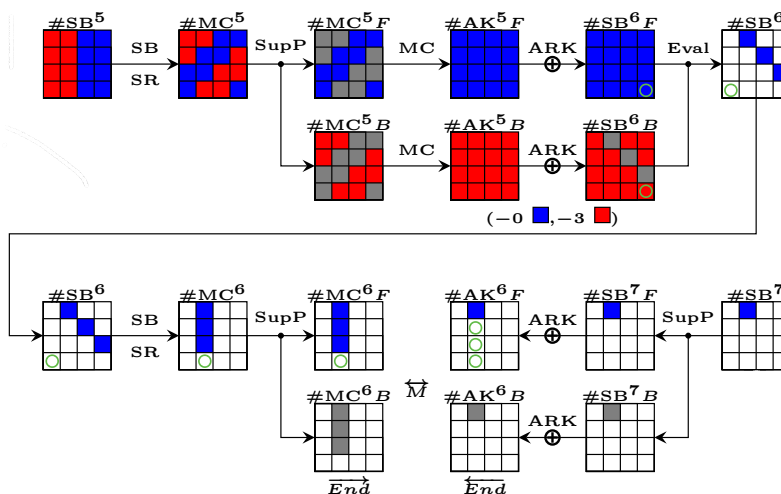 #SB⁵ #MC⁵ #MC⁵F #AK⁵F #SB⁶F #SB⁶
SB SupP MC ARK Eval
SR
#MC⁵B #AK⁵B #SB⁶B
MC ARK
(−0 ,−3 )
#SB⁶ #MC⁶ #MC⁶F #AK⁶F #SB⁷F #SB⁷
SB SupP ARK SupP
SR
#MC⁶B M #AK⁶B #SB⁷B
ARK
End End